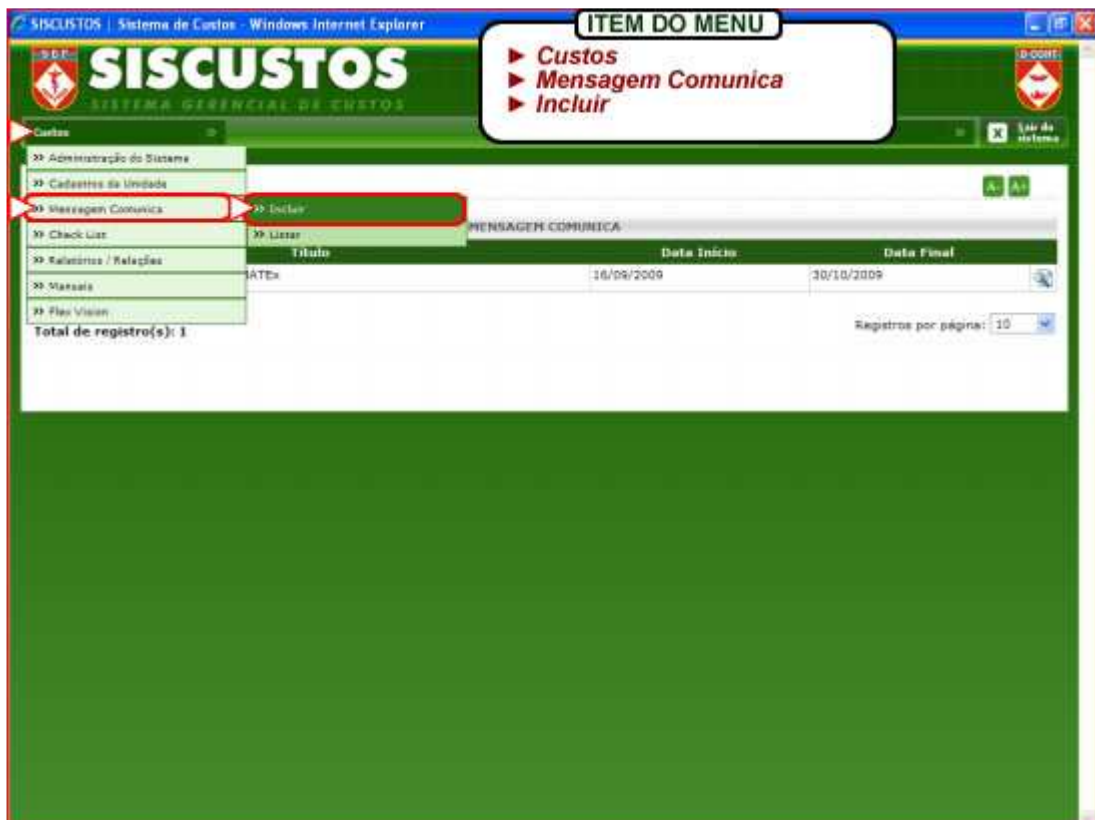 SISCUSTOS | Sistema de Custos - Windows Internet Explorer
ITEM DO MENU
► Custos
► Mensagem Comunica
► Incluir
SEF
SISCUSTOS
SISTEMA GERENCIAL DE CUSTOS
D CONT
Custos
X Sair do sistema
» Administração do Sistema
» Cadastros da Unidade
A- A+
» Mensagem Comunica
» Incluir
MENSAGEM COMUNICA
» Check List
» Listar
Título
Data Início
Data Final
» Relatórios / Relações
MATEx
16/09/2009
30/10/2009
» Manuais
» Flex Vision
Total de registro(s): 1
Registros por página: 10